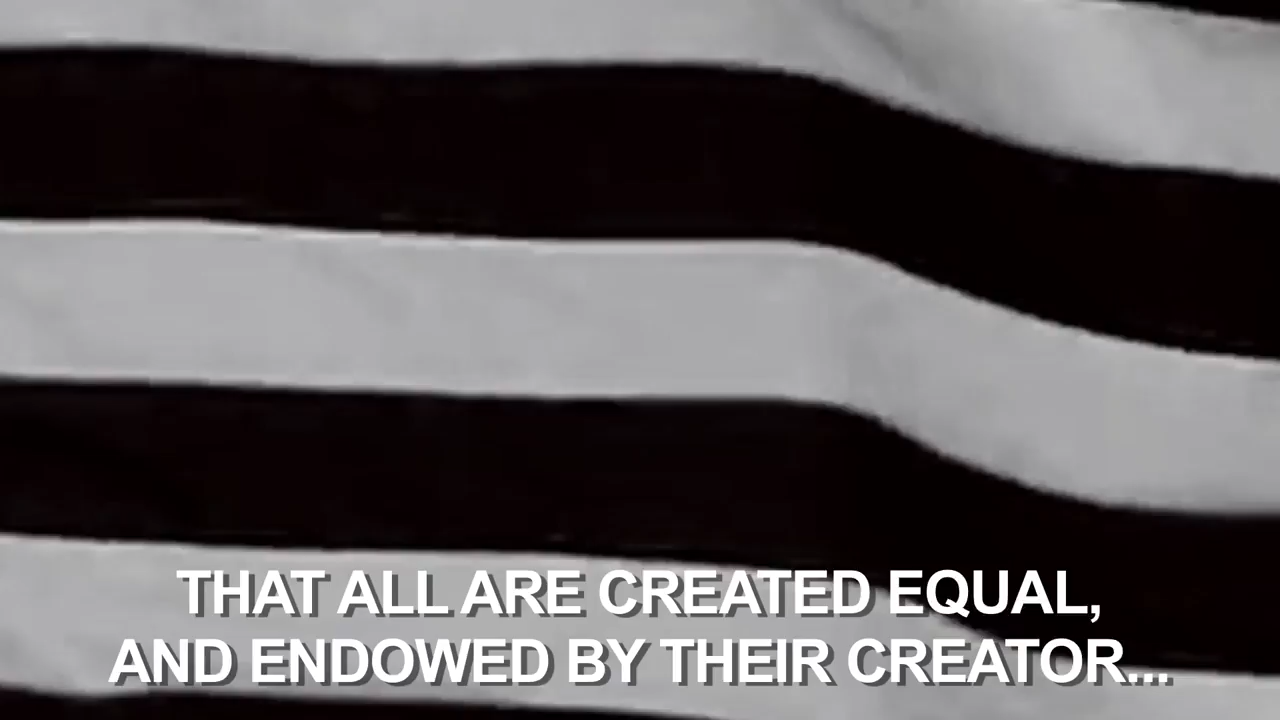 THAT ALL ARE CREATED EQUAL,
AND ENDOWED BY THEIR CREATOR...